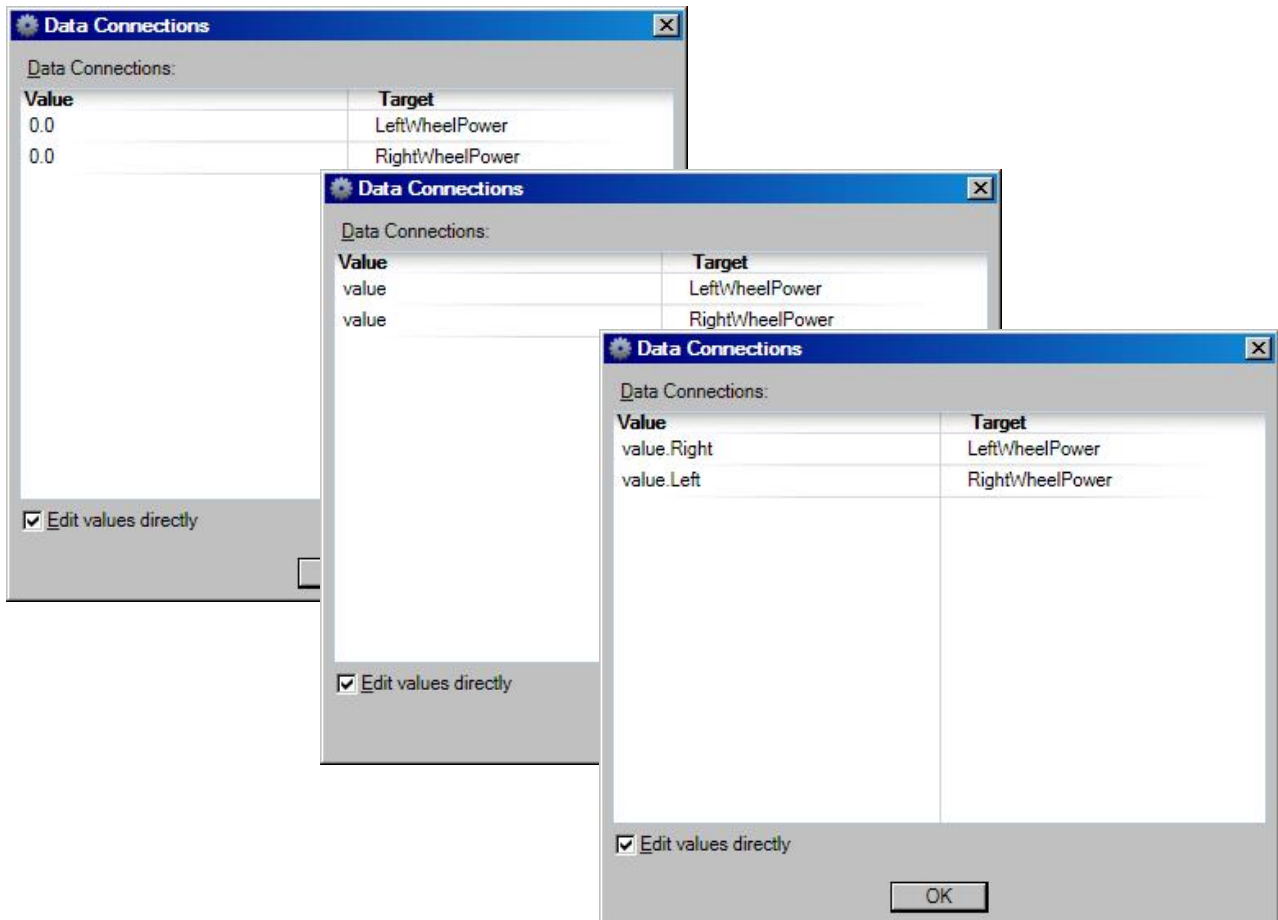 Data Connections
Data Connections:
Value Target
0.0 LeftWheelPower
0.0 RightWheelPower
Edit values directly
Data Connections
Data Connections:
Value Target
value LeftWheelPower
value RightWheelPower
Edit values directly
Data Connections
Data Connections:
Value Target
value.Right LeftWheelPower
value.Left RightWheelPower
Edit values directly
OK